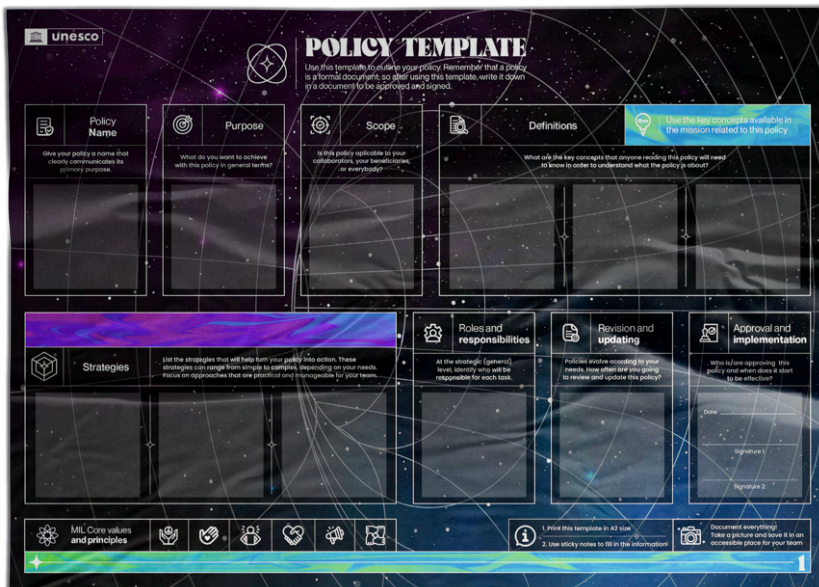 unesco
POLICY TEMPLATE
Use this template to outline your policy. Remember that a policy
is a formal document, so after using this template, write it down
in a document to be approved and signed.
Policy
Name
Give your policy a name that
clearly communicates its
primary purpose.
Purpose
What do you want to achieve
with this policy in general terms?
Scope
Is this policy aplicable to your
collaborators, your beneficiaries,
or everybody?
Definitions
Use the key concepts available in
the mission related to this policy
What are the key concepts that anyone reading this policy will need
to know in order to understand what the policy is about?
Strategies
List the strategies that will help turn your policy into action. These
strategies can range from simple to complex, depending on your needs.
Focus on approaches that are practical and manageable for your team.
Roles and
responsibilities
At the strategic (general)
level, identify who will be
responsible for each task.
Revision and
updating
Policies evolve acording to your
needs. How often are you going
to review and update this policy?
Approval and
implementation
Who is/are approving this
policy and when does it start
to be effective?
Date:
Signature 1:
Signature 2:
MIL Core values
and principles
1. Print this template in A2 size
2. Use sticky notes to fill in the information!
Document everything!
Take a picture and save it in an
accessible place for your team
1